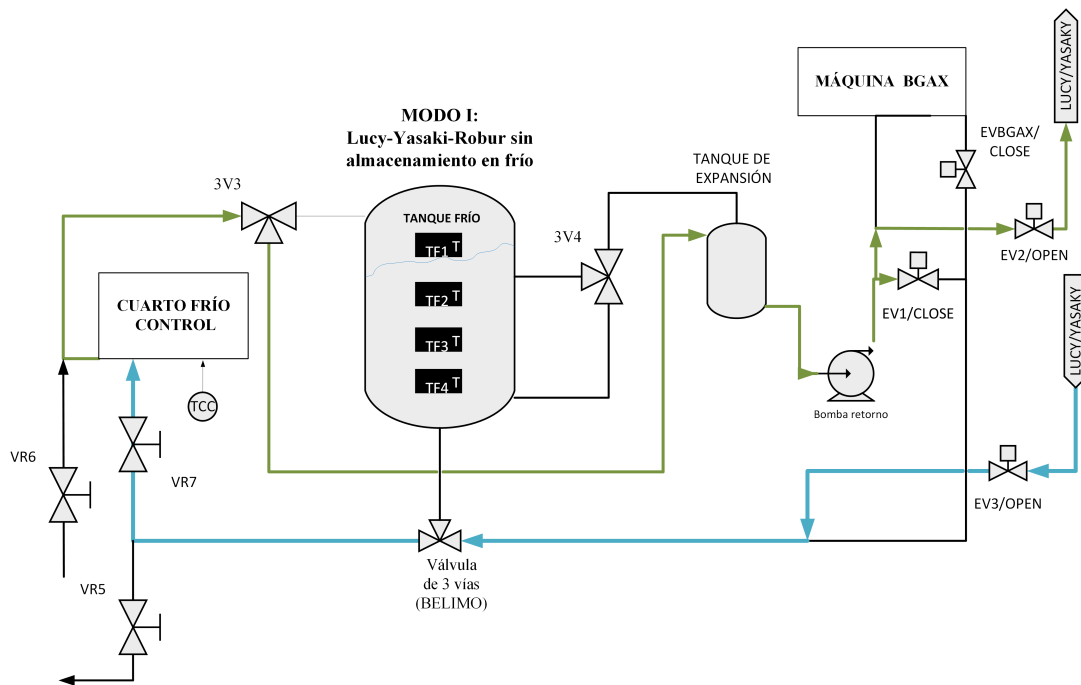 MODO I:
Lucy-Yasaki-Robur sin
almacenamiento en frío
MÁQUINA BGAX
LUCY/YASAKY
EVBGAX/
CLOSE
TANQUE DE
EXPANSIÓN
3V3
TANQUE FRÍO
TF1 T
TF2 T
TF3 T
TF4 T
3V4
EV2/OPEN
CUARTO FRÍO
CONTROL
EV1/CLOSE
LUCY/YASAKY
TCC
Bomba retorno
VR6
VR7
EV3/OPEN
Válvula
de 3 vías
(BELIMO)
VR5